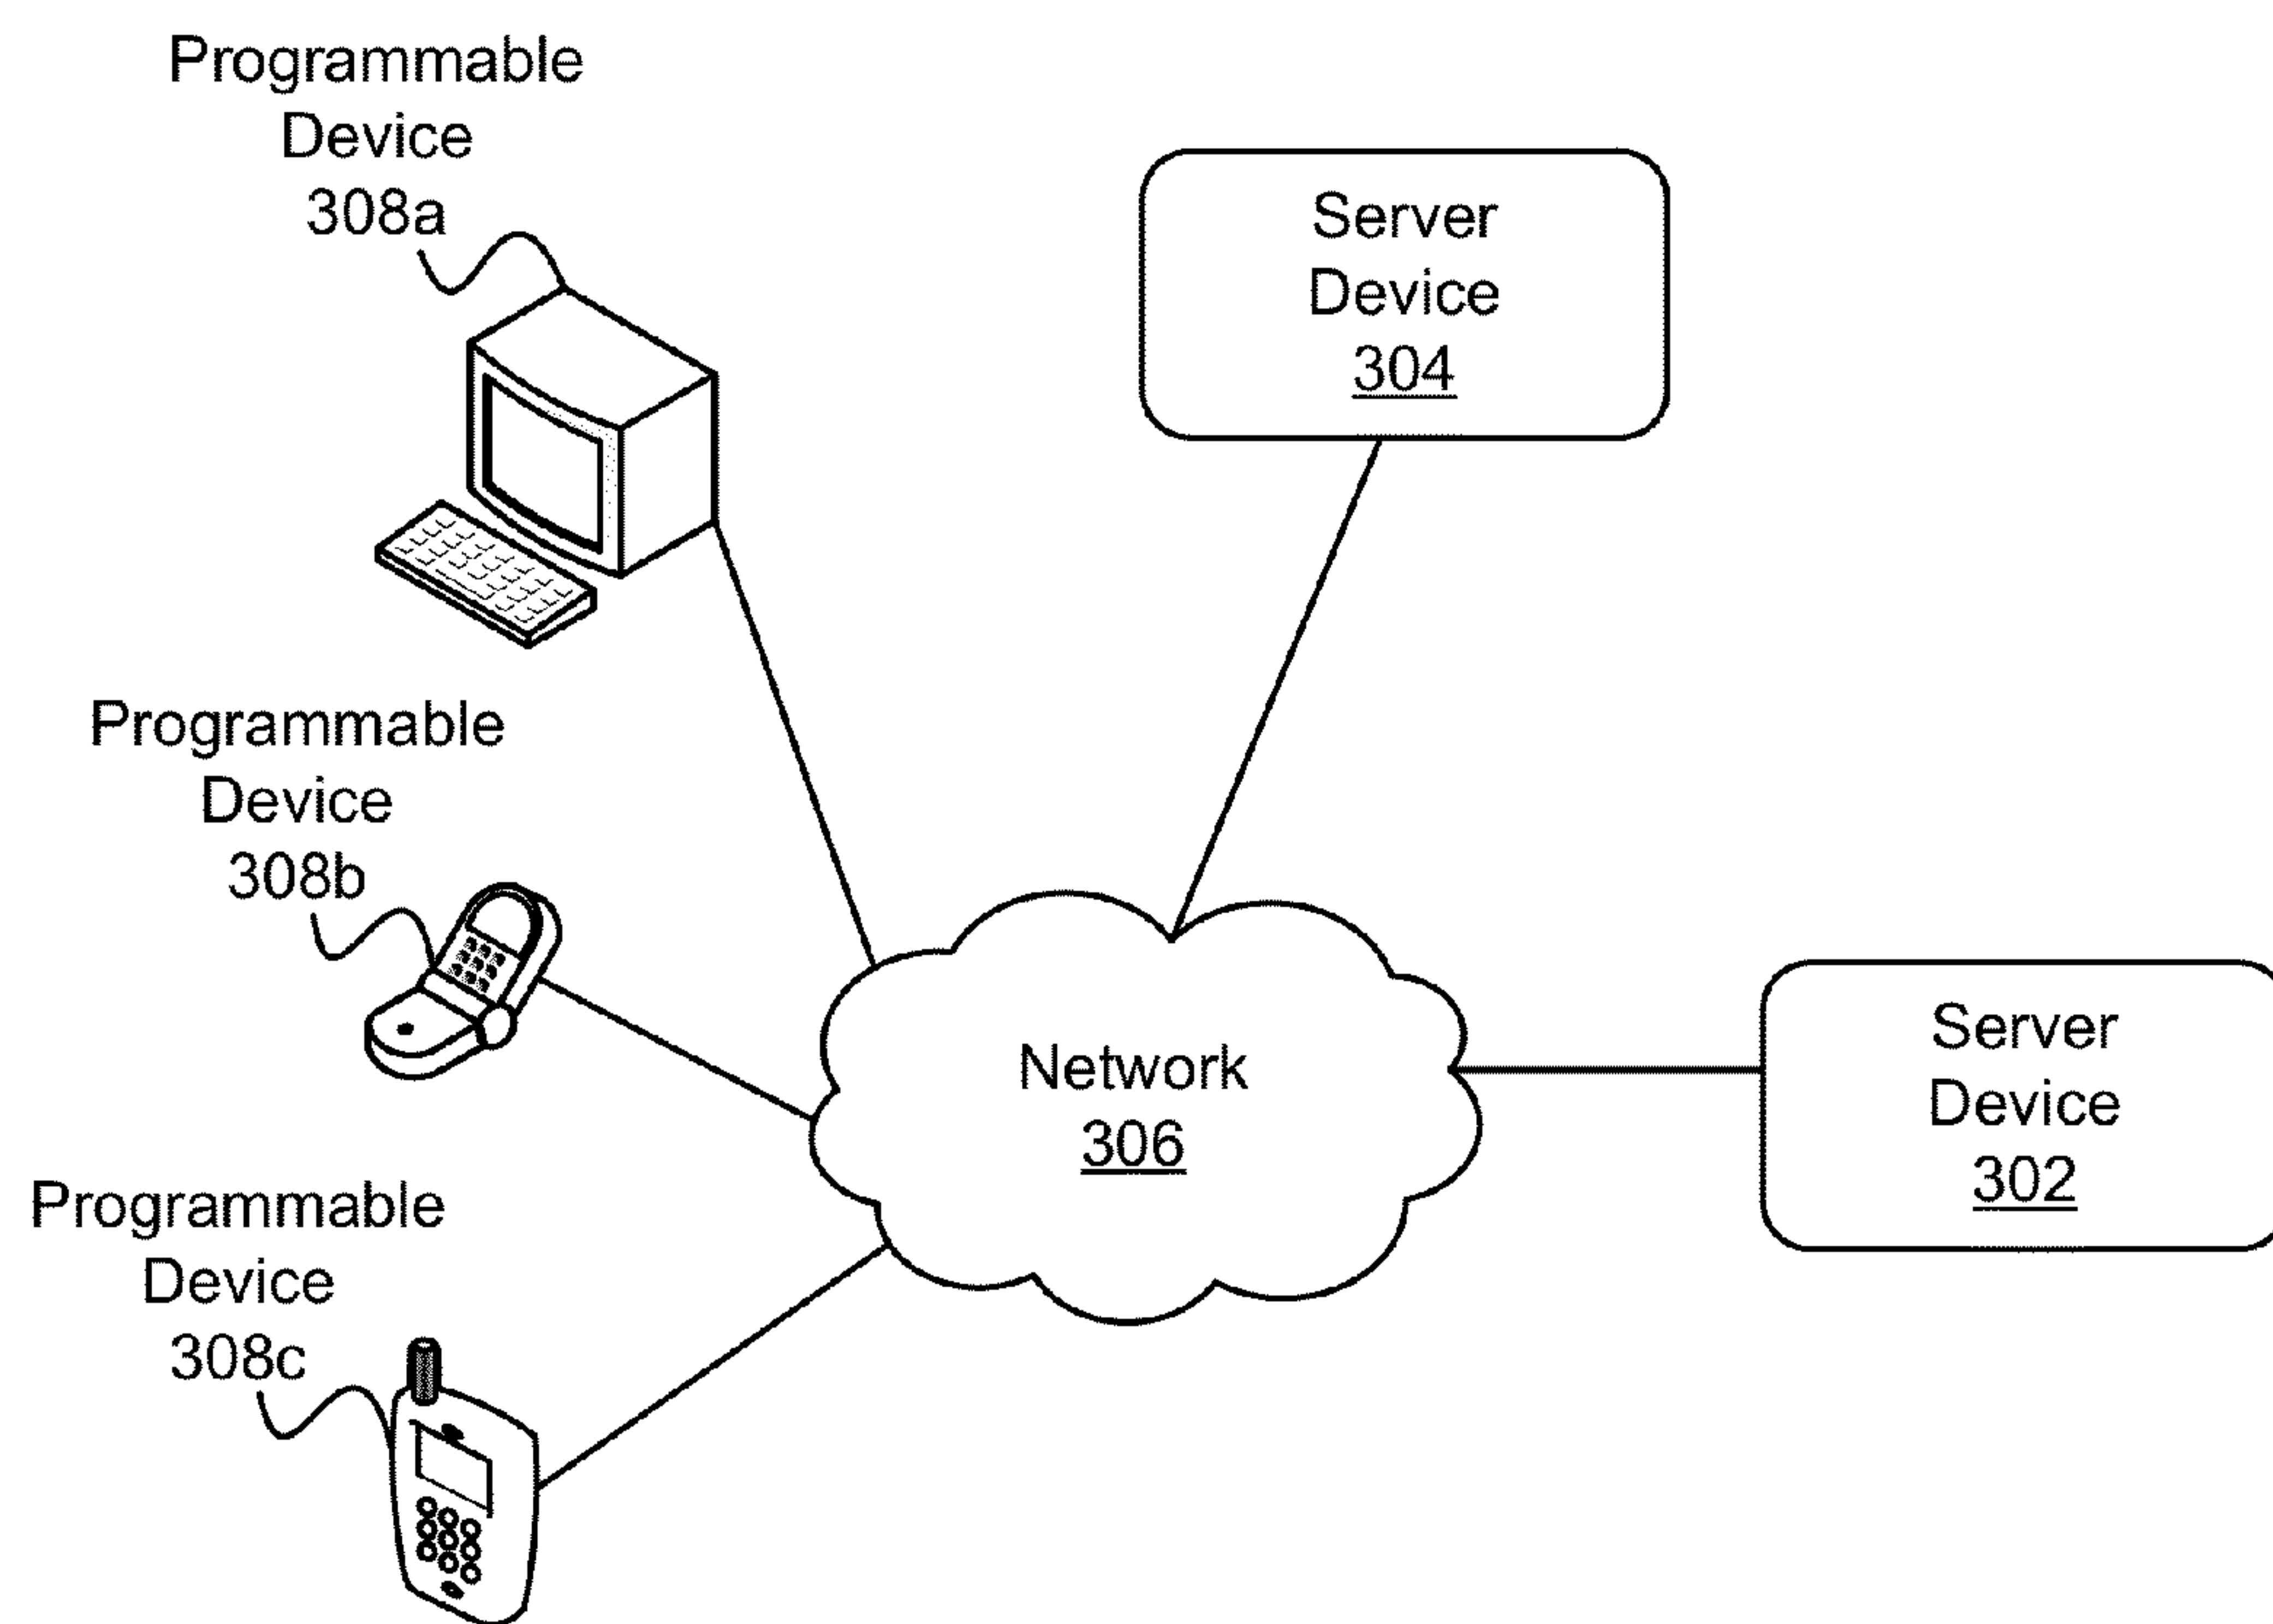 Programmable
Device
308a
Server
Device
304
Programmable
Device
308b
Network
306
Server
Device
302
Programmable
Device
308c